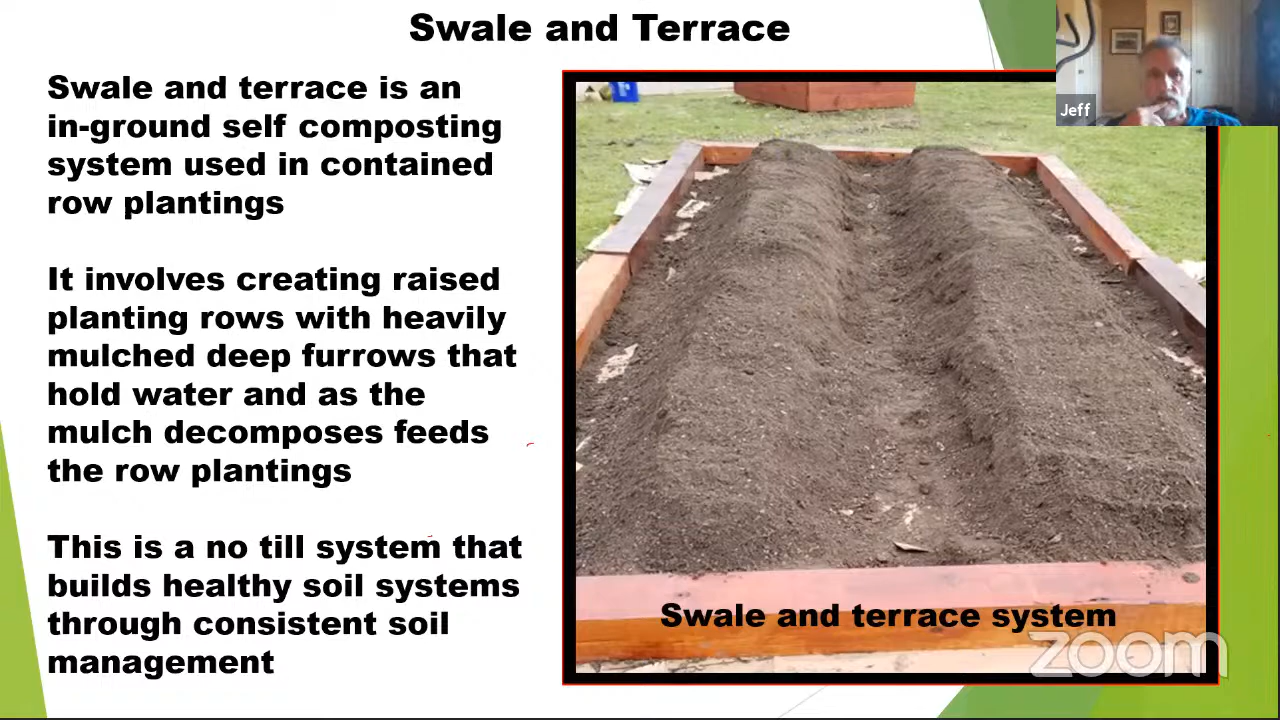 Swale and Terrace
Swale and terrace is an
in-ground self composting
system used in contained
row plantings
It involves creating raised
planting rows with heavily
mulched deep furrows that
hold water and as the
mulch decomposes feeds
the row plantings
This is a no till system that
builds healthy soil systems
through consistent soil
management
Jeff
Swale and terrace system
zoom